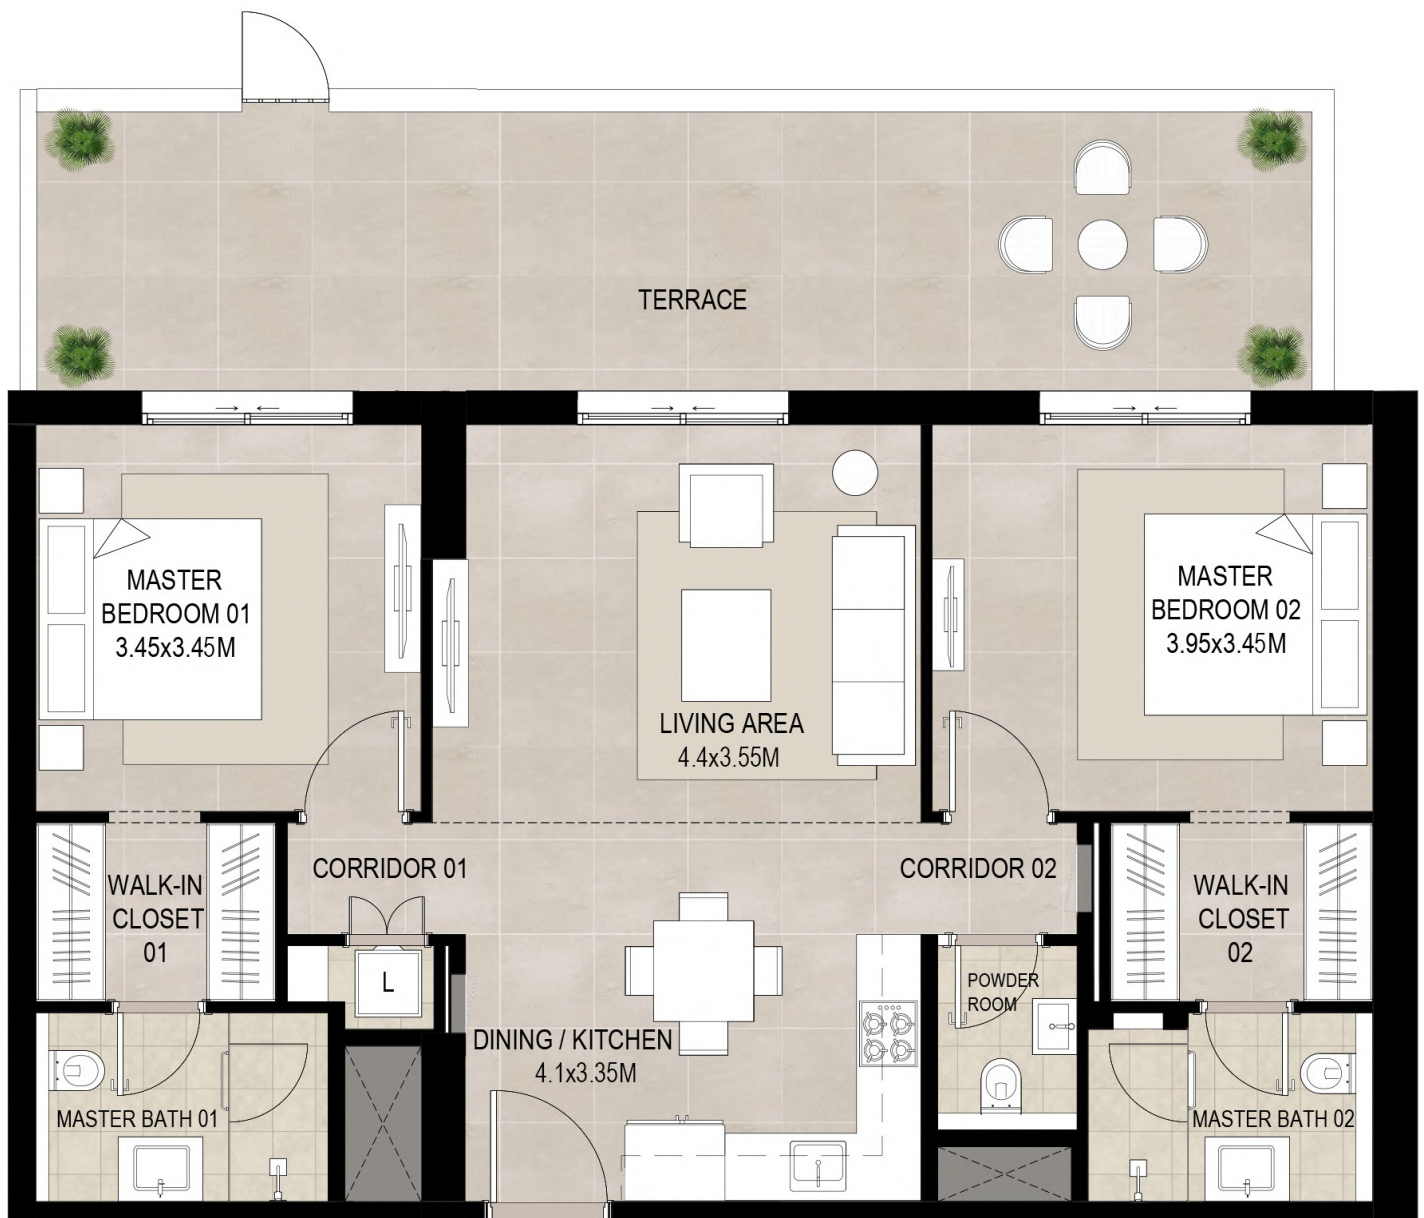 TERRACE
MASTER
BEDROOM 01
3.45x3.45M
LIVING AREA
4.4x3.55M
MASTER
BEDROOM 02
3.95x3.45M
CORRIDOR 01
CORRIDOR 02
WALK-IN
CLOSET
01
WALK-IN
CLOSET
02
L
POWDER
ROOM
DINING / KITCHEN
4.1x3.35M
MASTER BATH 01
MASTER BATH 02